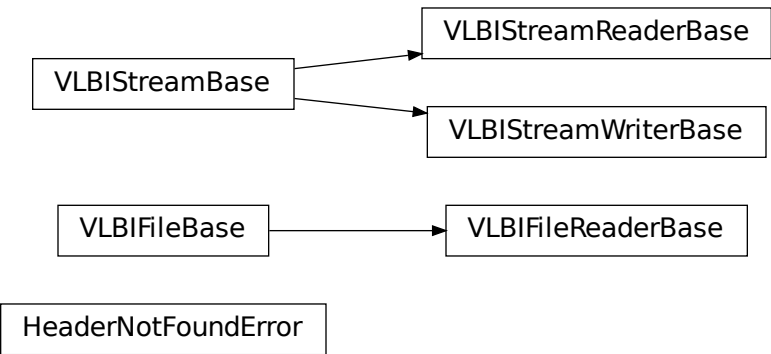 VLBIStreamReaderBase
VLBIStreamBase
VLBIStreamWriterBase
VLBIFileBase
VLBIFileReaderBase
HeaderNotFoundError